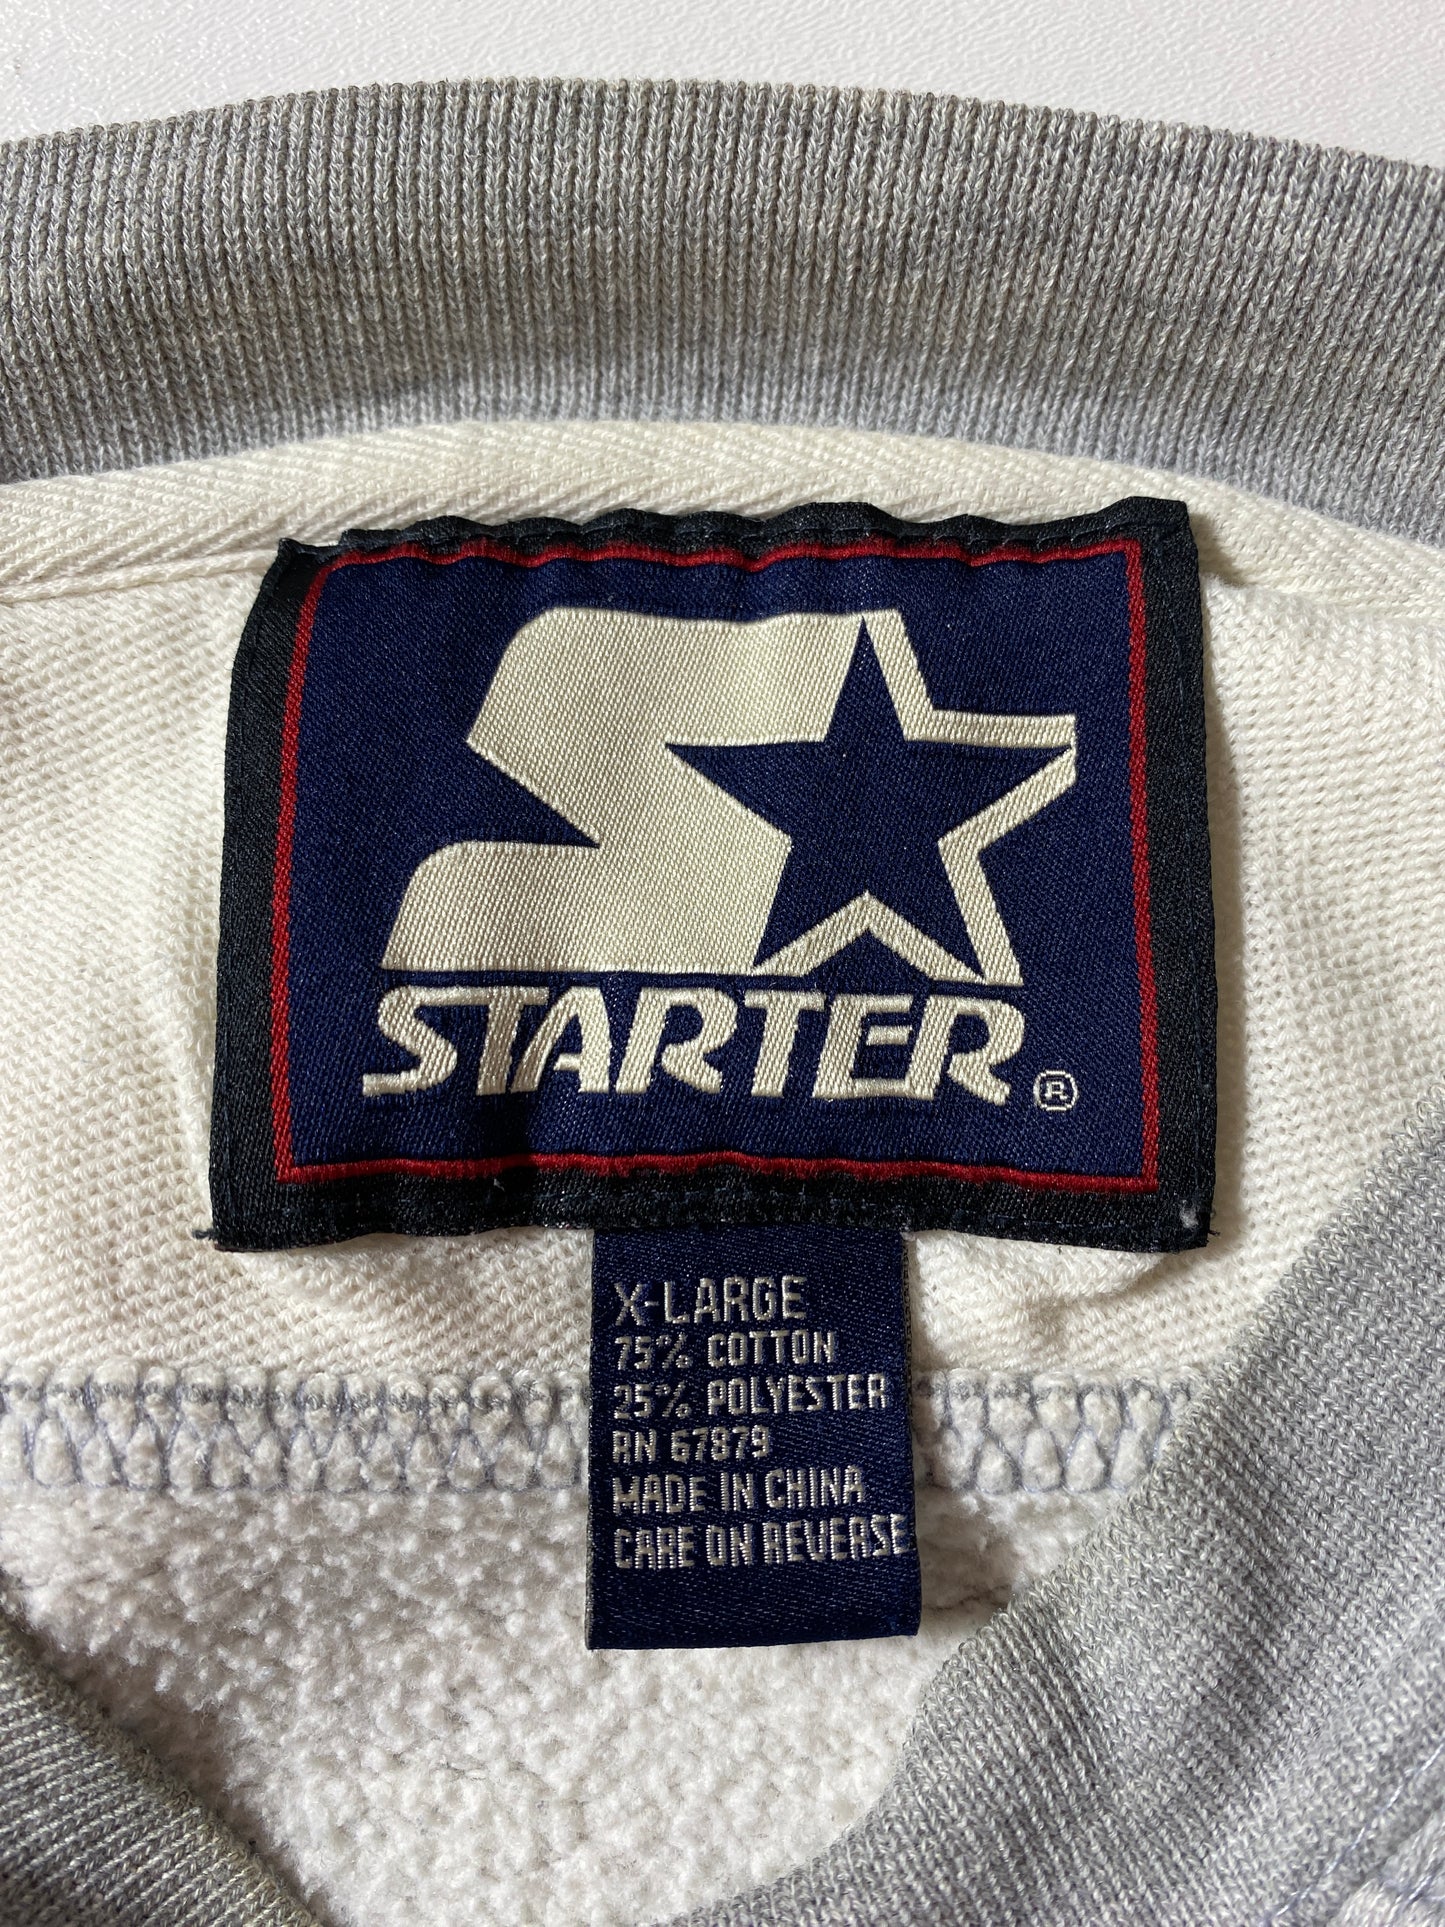 STARTER ®
X-LARGE
75% COTTON
25% POLYESTER
RN 67879
MADE IN CHINA
CARE ON REVERSE